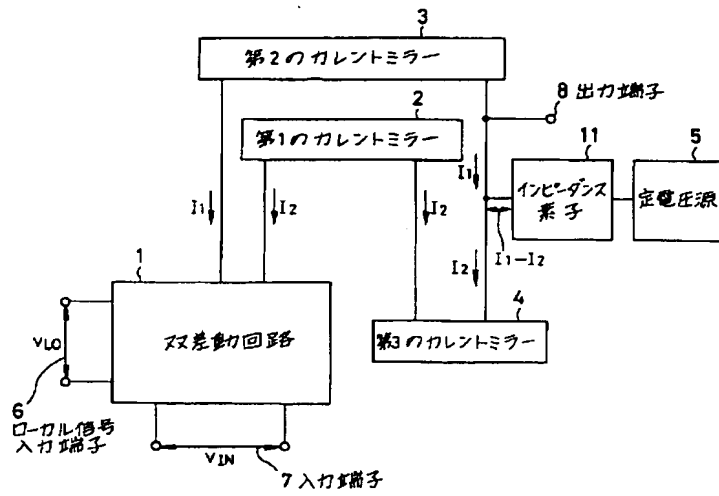 3
第2のカレントミラー
8 出力端子
2
第1のカレントミラー
I1
11
インピーダンス
素子
5
定電圧源
I1
I2
I2
I1-I2
I2
1
双差動回路
4
第3のカレントミラー
VLO
6
ローカル信号
入力端子
VIN
7 入力端子